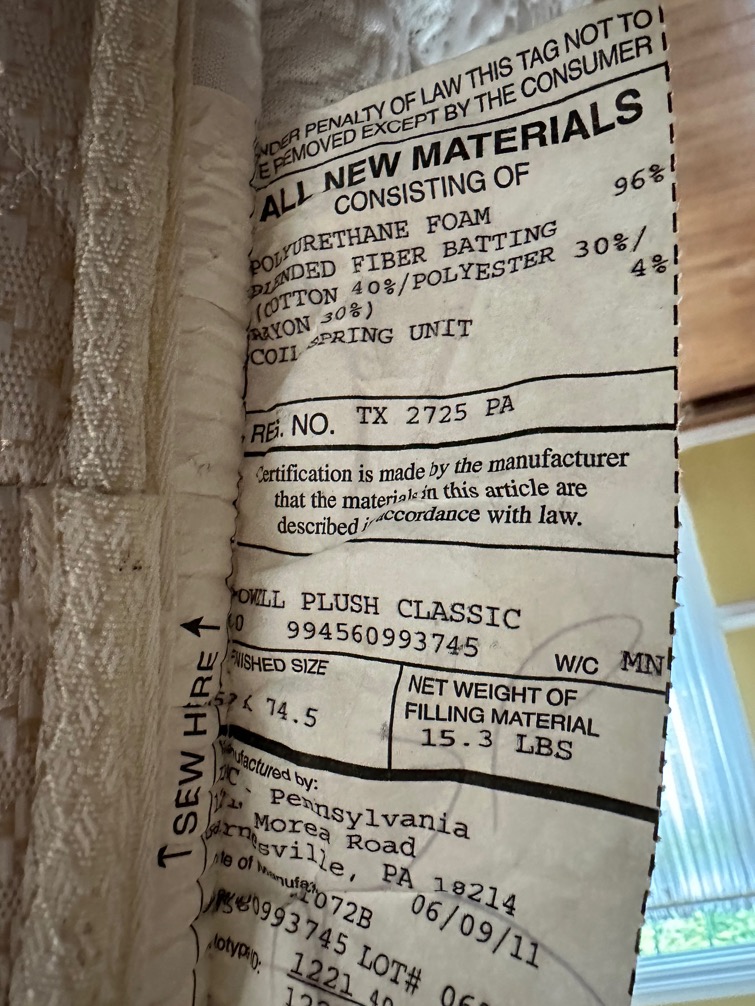 PENALTY OF LAW THIS TAG NOT TO
REMOVED EXCEPT BY THE CONSUMER
ALL NEW MATERIALS
CONSISTING OF
96%
POLYURETHANE FOAM
BLENDED FIBER BATTING
(COTTON 40%/POLYESTER 30%/
4%
RAYON 30%)
COIL SPRING UNIT
REG. NO. TX 2725 PA
Certification is made by the manufacturer
that the materials in this article are
described in accordance with law.
PLUSH CLASSIC
994560993745
W/C MN
FINISHED SIZE
74.5
NET WEIGHT OF
FILLING MATERIAL
15.3 LBS
↑ SEW HERE ↑
Manufactured by:
Pennsylvania
Morea Road
PA 18214
of
1072B 06/09/11
0993745 LOT#
1221